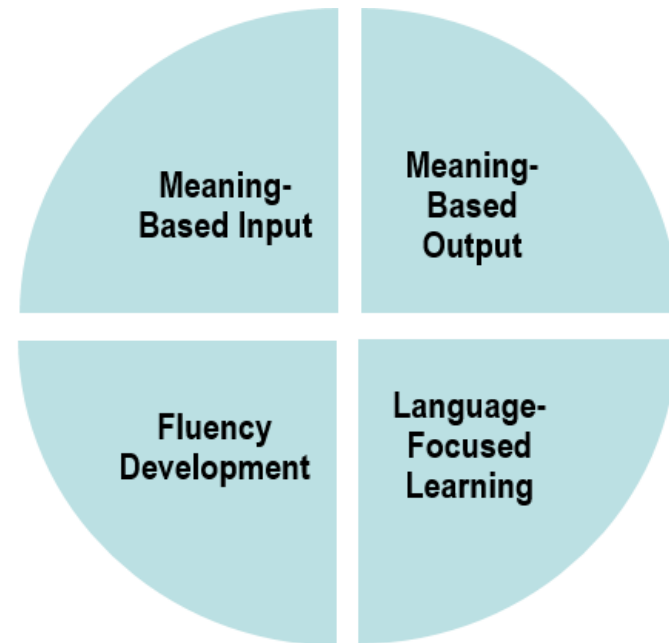 Meaning-
Based Input
Meaning-
Based
Output
Fluency
Development
Language-
Focused
Learning